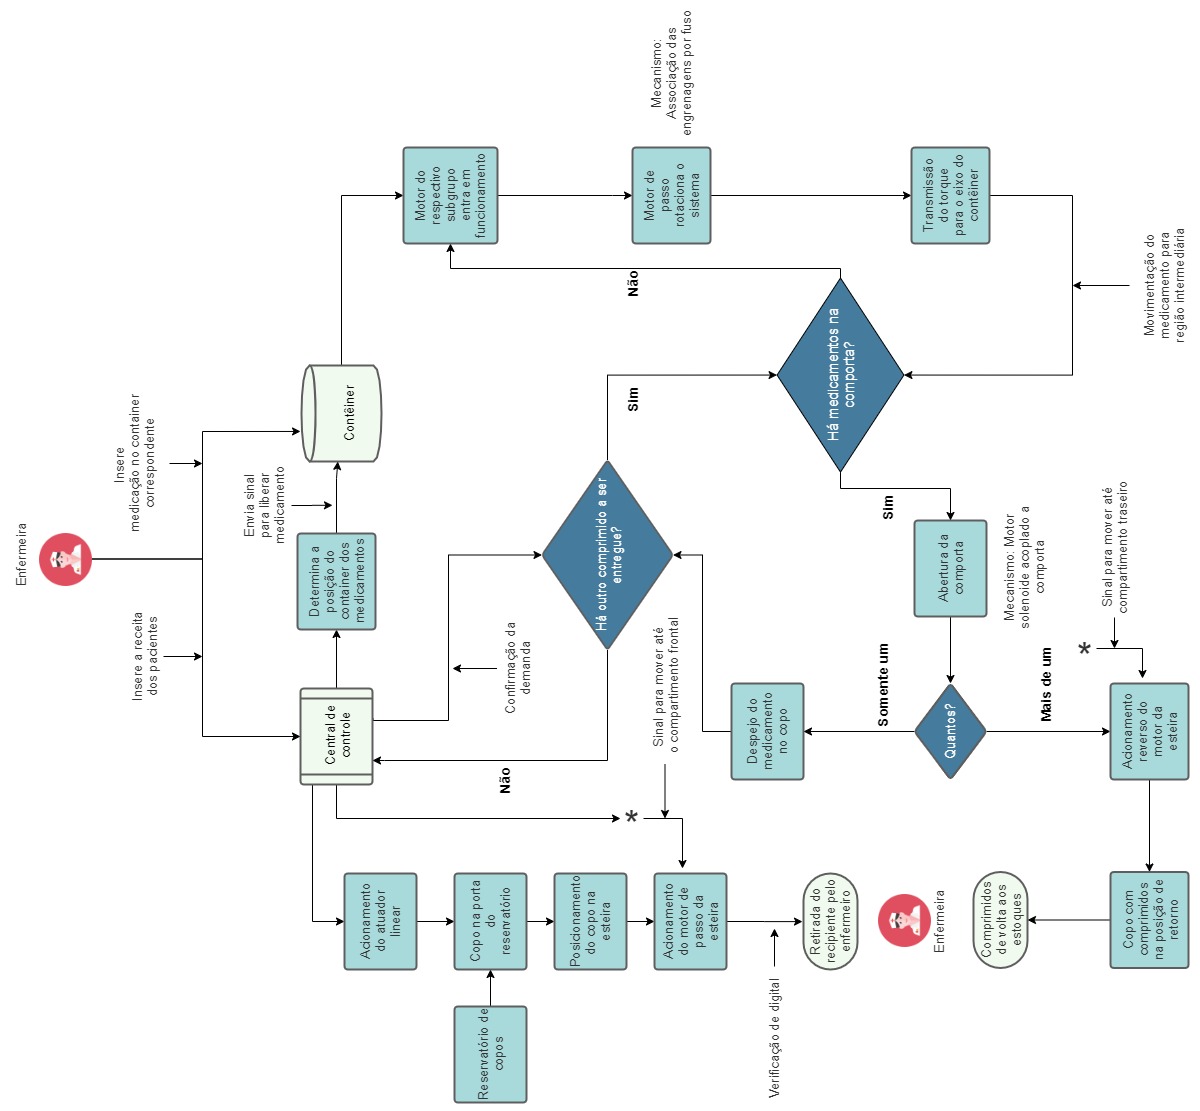 Enfermeira
Insere a receita
dos pacientes
Insere
medicação no container
correspondente
Central de
controle
Determina a
posição do
container dos
medicamentos
Envia sinal
para liberar
medicamento
Contêiner
Motor do
respectivo
subgrupo
entra em
funcionamento
Motor de
passo
rotaciona o
sistema
Mecanismo:
Associação das
engrenagens por fuso
Transmissão
do torque
para o eixo do
contêiner
Movimentação do
medicamento para
região intermediária
Há medicamentos na
comporta?
Não
Sim
Sim
Há outro comprimido a ser
entregue?
Confirmação da
demanda
Não
Abertura da
comporta
Mecanismo: Motor
solenoide acoplado a
comporta
Quantos?
Somente um
Mais de um
Despejo do
medicamento
no copo
Sinal para mover até
o compartimento frontal
*
Sinal para mover até
compartimento traseiro
*
Acionamento
reverso do
motor da
esteira
Copo com
comprimidos
na posição de
retorno
Comprimidos
de volta aos
estoques
Acionamento
do atuador
linear
Copo na porta
do
reservatório
Reservatório de
copos
Posicionamento
do copo na
esteira
Acionamento
do motor de
passo da
esteira
Verificação de digital
Retirada do
recipiente pelo
enfermeiro
Enfermeira